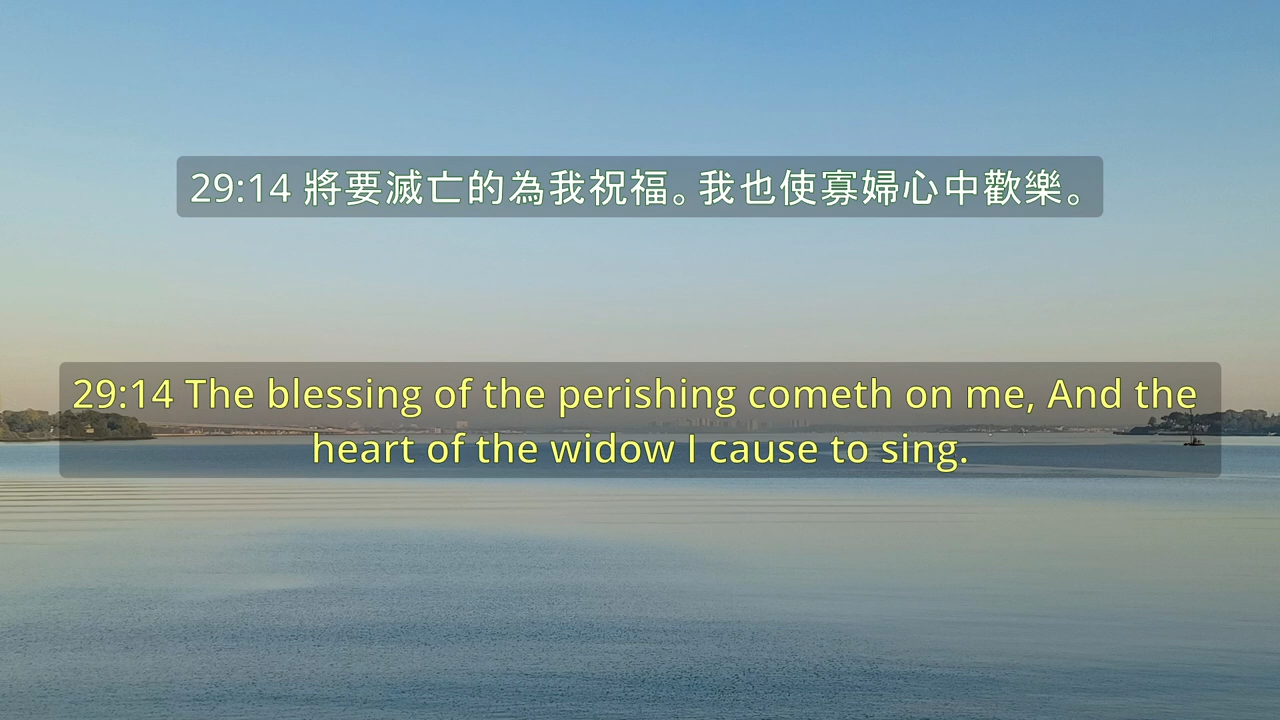 29:14 將要滅亡的為我祝福。我也使寡婦心中歡樂。
29:14 The blessing of the perishing cometh on me, And the
heart of the widow I cause to sing.